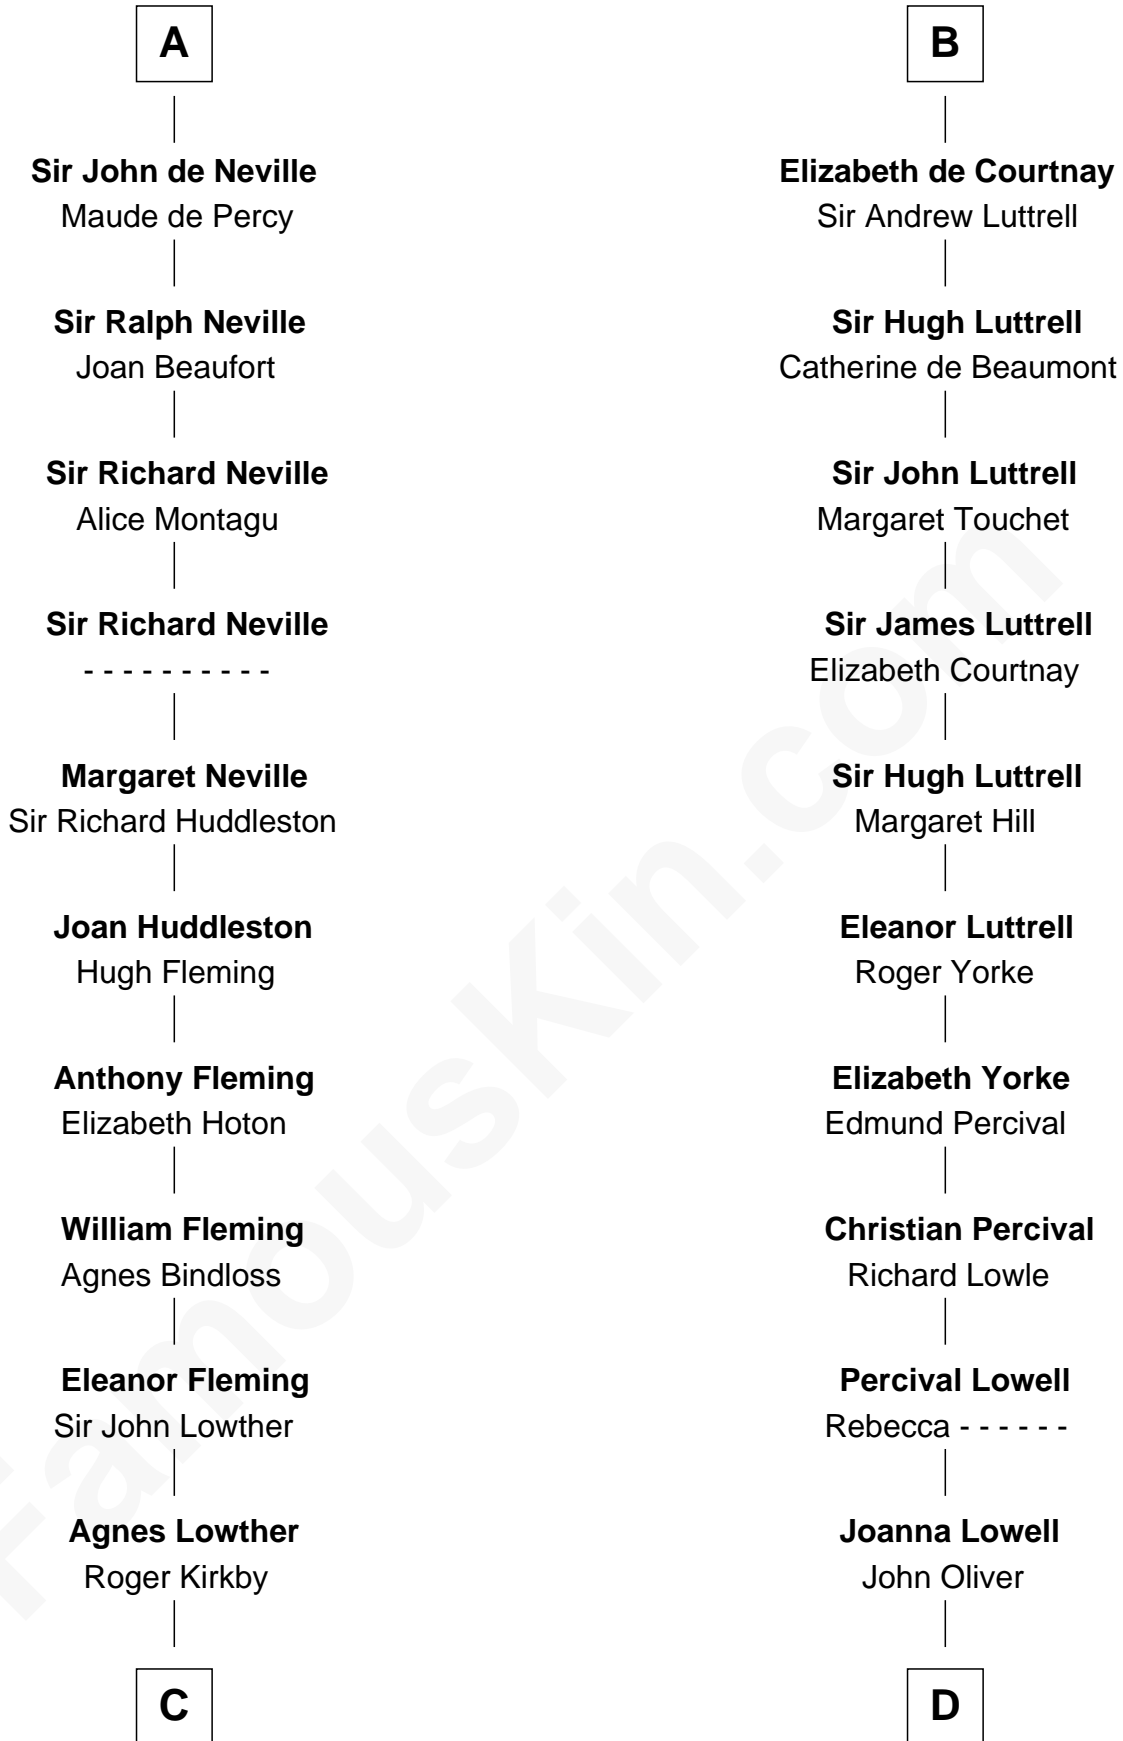 A
Sir John de Neville
Maude de Percy
Sir Ralph Neville
Joan Beaufort
Sir Richard Neville
Alice Montagu
Sir Richard Neville
- - - - - - - - - -
Margaret Neville
Sir Richard Huddleston
Joan Huddleston
Hugh Fleming
Anthony Fleming
Elizabeth Hoton
William Fleming
Agnes Bindloss
Eleanor Fleming
Sir John Lowther
Agnes Lowther
Roger Kirkby
C
B
Elizabeth de Courtnay
Sir Andrew Luttrell
Sir Hugh Luttrell
Catherine de Beaumont
Sir John Luttrell
Margaret Touchet
Sir James Luttrell
Elizabeth Courtnay
Sir Hugh Luttrell
Margaret Hill
Eleanor Luttrell
Roger Yorke
Elizabeth Yorke
Edmund Percival
Christian Percival
Richard Lowle
Percival Lowell
Rebecca - - - - - -
Joanna Lowell
John Oliver
D
FamousKin.com